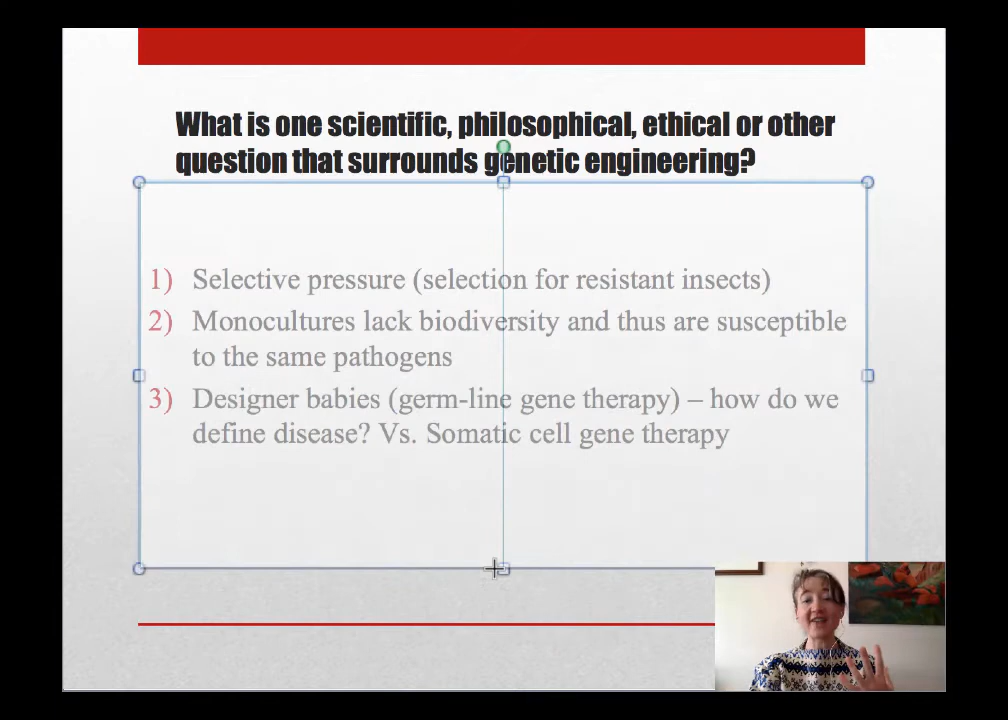 What is one scientific, philosophical, ethical or other
question that surrounds genetic engineering?
1) Selective pressure (selection for resistant insects)
2) Monocultures lack biodiversity and thus are susceptible
to the same pathogens
3) Designer babies (germ-line gene therapy) – how do we
define disease? Vs. Somatic cell gene therapy